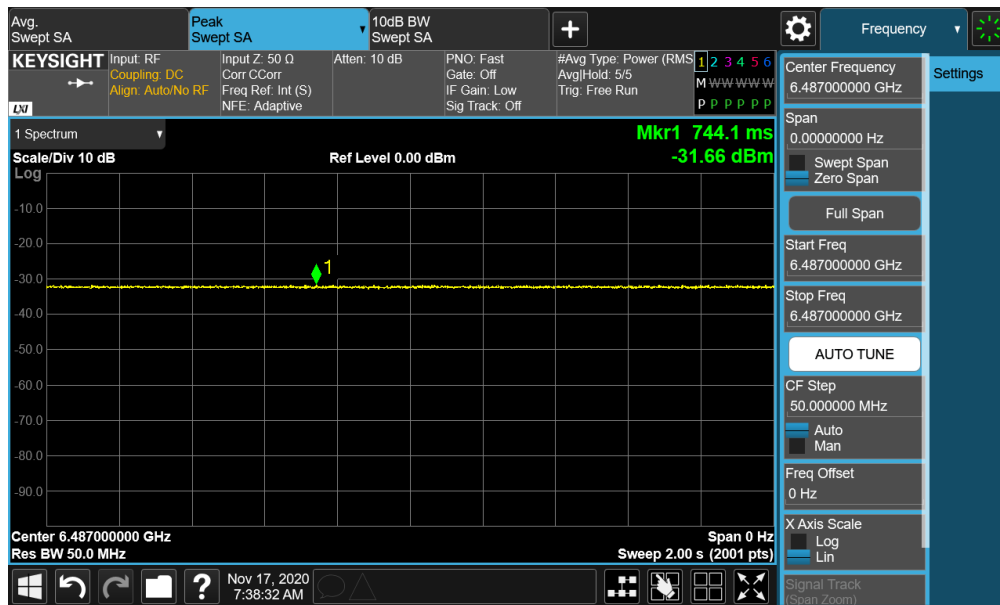 Avg.
Swept SA
Peak
Swept SA
10dB BW
Swept SA
Frequency
KEYSIGHT
LXI
Input: RF
Coupling: DC
Align: Auto/No RF
Input Z: 50 Ω
Corr CCorr
Freq Ref: Int (S)
NFE: Adaptive
Atten: 10 dB
PNO: Fast
Gate: Off
IF Gain: Low
Sig Track: Off
#Avg Type: Power (RMS
Avg|Hold: 5/5
Trig: Free Run
1 2 3 4 5 6
M W W W W W
P P P P P P
1 Spectrum
Scale/Div 10 dB
Ref Level 0.00 dBm
Mkr1 744.1 ms
-31.66 dBm
Log
-10.0
-20.0
-30.0
-40.0
-50.0
-60.0
-70.0
-80.0
-90.0
1
Center 6.487000000 GHz
Res BW 50.0 MHz
Span 0 Hz
Sweep 2.00 s (2001 pts)
Nov 17, 2020
7:38:32 AM
Center Frequency
6.487000000 GHz
Span
0.00000000 Hz
Swept Span
Zero Span
Full Span
Start Freq
6.487000000 GHz
Stop Freq
6.487000000 GHz
AUTO TUNE
CF Step
50.000000 MHz
Auto
Man
Freq Offset
0 Hz
X Axis Scale
Log
Lin
Signal Track
(Span Zoom)
Settings